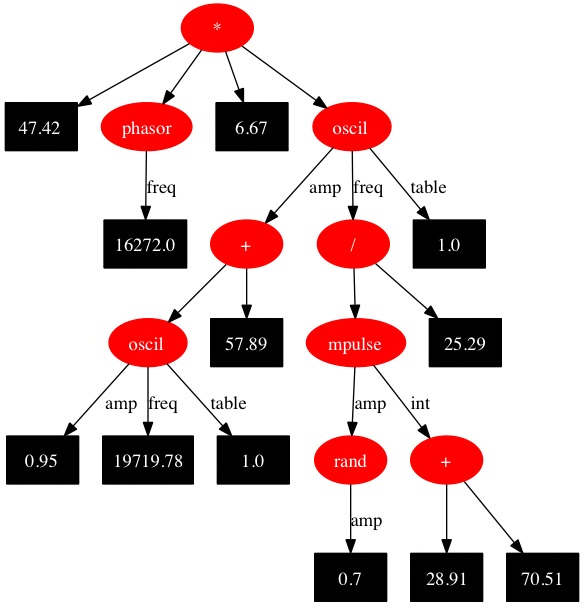 *
47.42 phasor 6.67 oscil
freq amp freq table
16272.0 + / 1.0
oscil 57.89 mpulse 25.29
amp freq table amp int
0.95 19719.78 1.0 rand +
amp
0.7 28.91 70.51